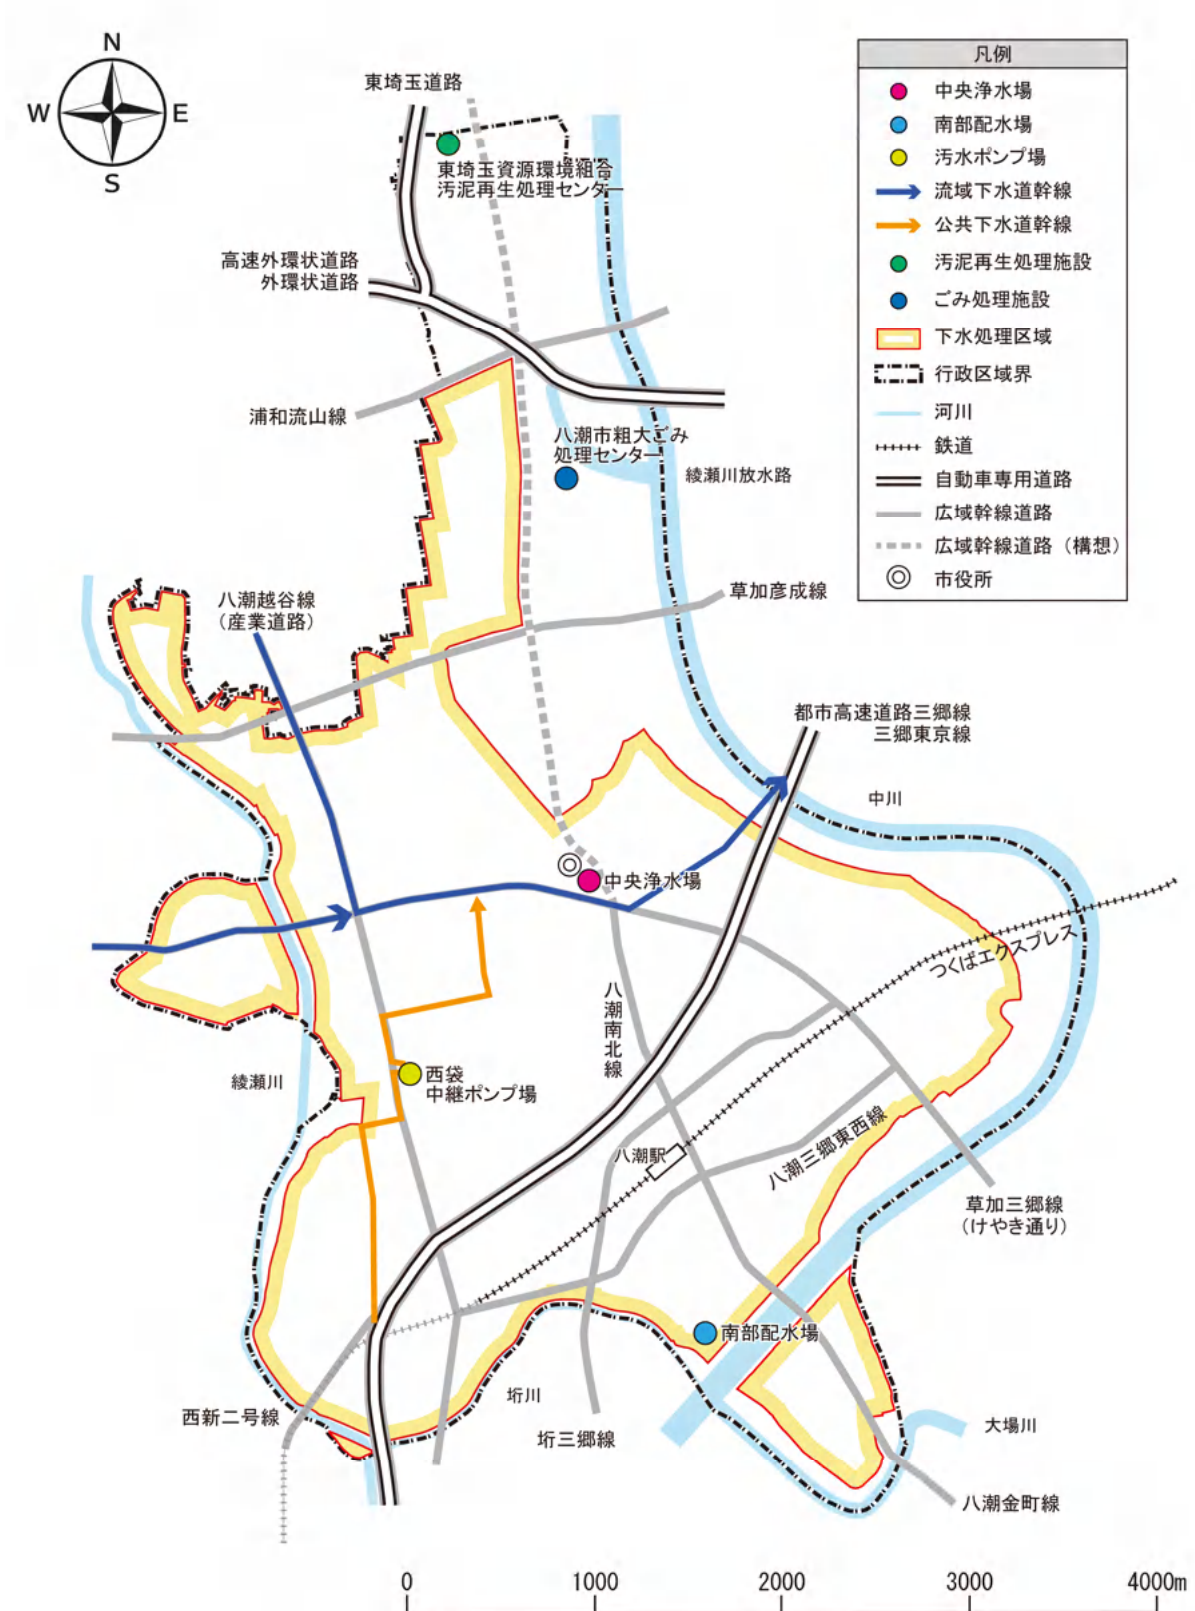 N
W
E
S
東埼玉道路
東埼玉資源環境組合
汚泥再生処理センター
高速外環状道路
外環状道路
浦和流山線
八潮市粗大ごみ
処理センター
綾瀬川放水路
八潮越谷線
(産業道路)
草加彦成線
都市高速道路三郷線
三郷東京線
中川
中央浄水場
つくばエクスプレス
八潮南北線
綾瀬川
西袋
中継ポンプ場
八潮駅
八潮三郷東西線
草加三郷線
(けやき通り)
南部配水場
西新二号線
垳川
垳三郷線
大場川
八潮金町線
凡例
中央浄水場
南部配水場
汚水ポンプ場
流域下水道幹線
公共下水道幹線
汚泥再生処理施設
ごみ処理施設
下水処理区域
行政区域界
河川
鉄道
自動車専用道路
広域幹線道路
広域幹線道路(構想)
市役所
0 1000 2000 3000 4000m